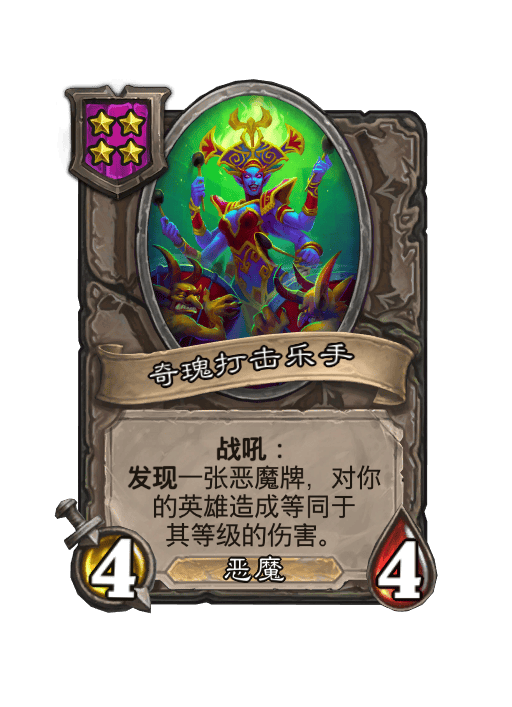 奇瑰打击乐手
战吼：
发现一张恶魔牌，对你
的英雄造成等同于
其等级的伤害。
4
恶魔
4